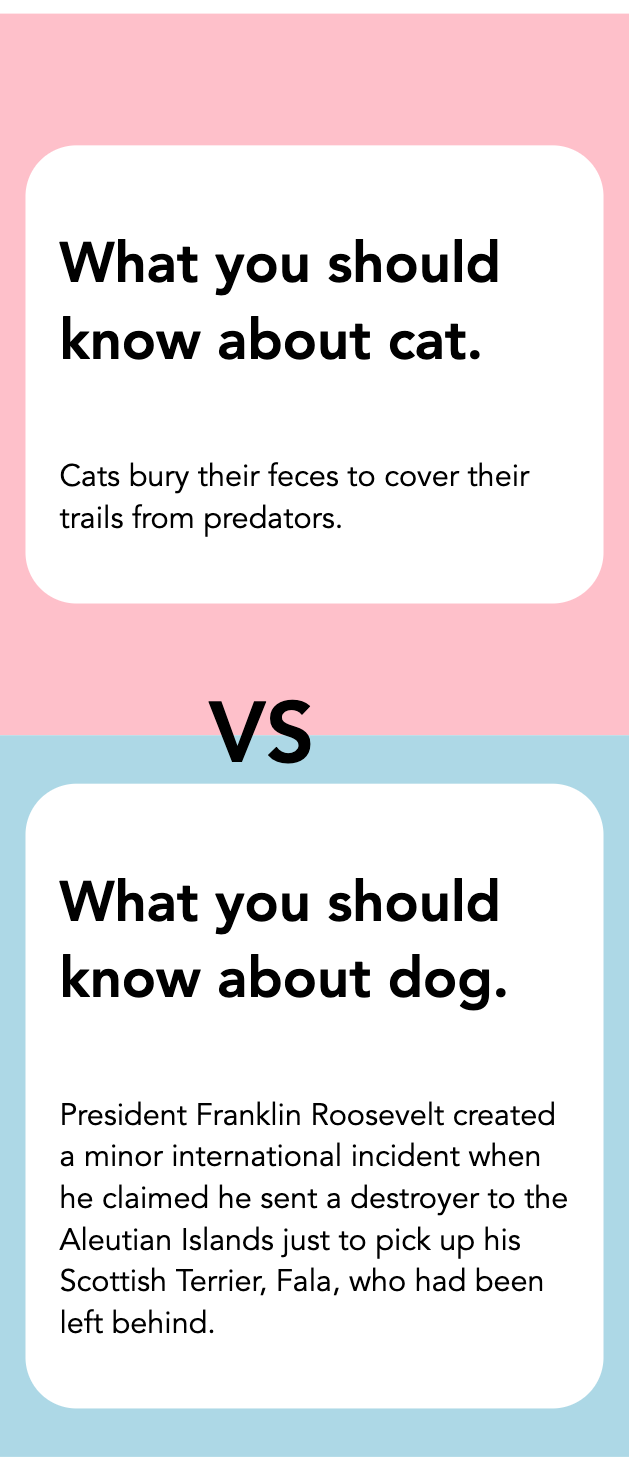 What you should
know about cat.
Cats bury their feces to cover their
trails from predators.
VS
What you should
know about dog.
President Franklin Roosevelt created
a minor international incident when
he claimed he sent a destroyer to the
Aleutian Islands just to pick up his
Scottish Terrier, Fala, who had been
left behind.